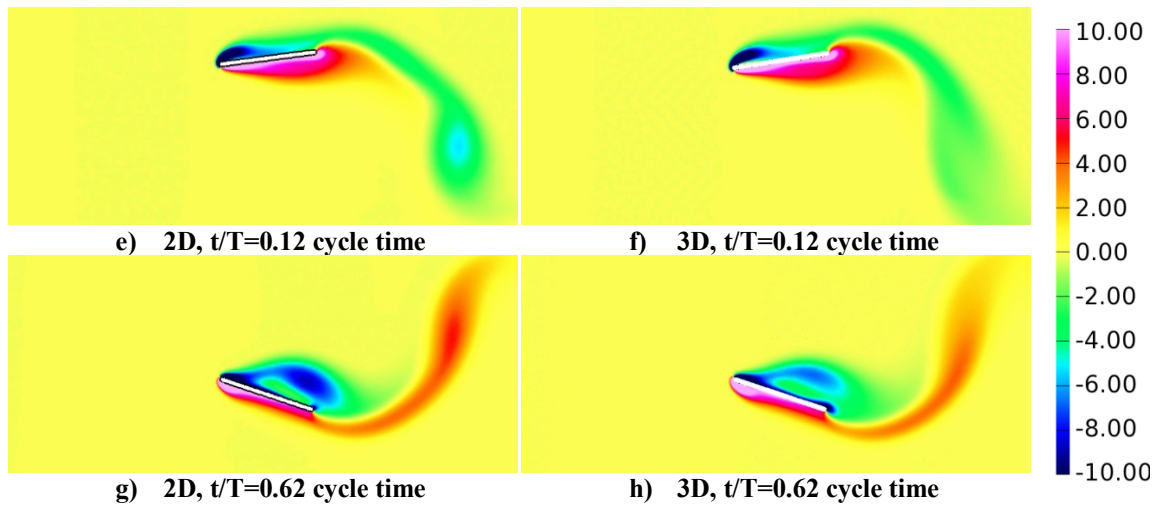 10.00
8.00
6.00
4.00
2.00
0.00
-2.00
-4.00
-6.00
-8.00
-10.00
e) 2D, t/T=0.12 cycle time
f) 3D, t/T=0.12 cycle time
g) 2D, t/T=0.62 cycle time
h) 3D, t/T=0.62 cycle time